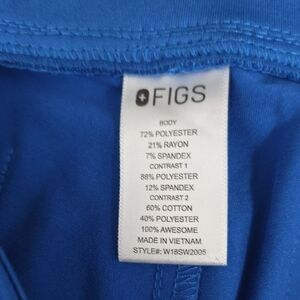 FIGS
BODY
72% POLYESTER
21% RAYON
7% SPANDEX
CONTRAST 1
88% POLYESTER
12% SPANDEX
CONTRAST 2
60% COTTON
40% POLYESTER
100% AWESOME
MADE IN VIETNAM
STYLE#: W18SW2005